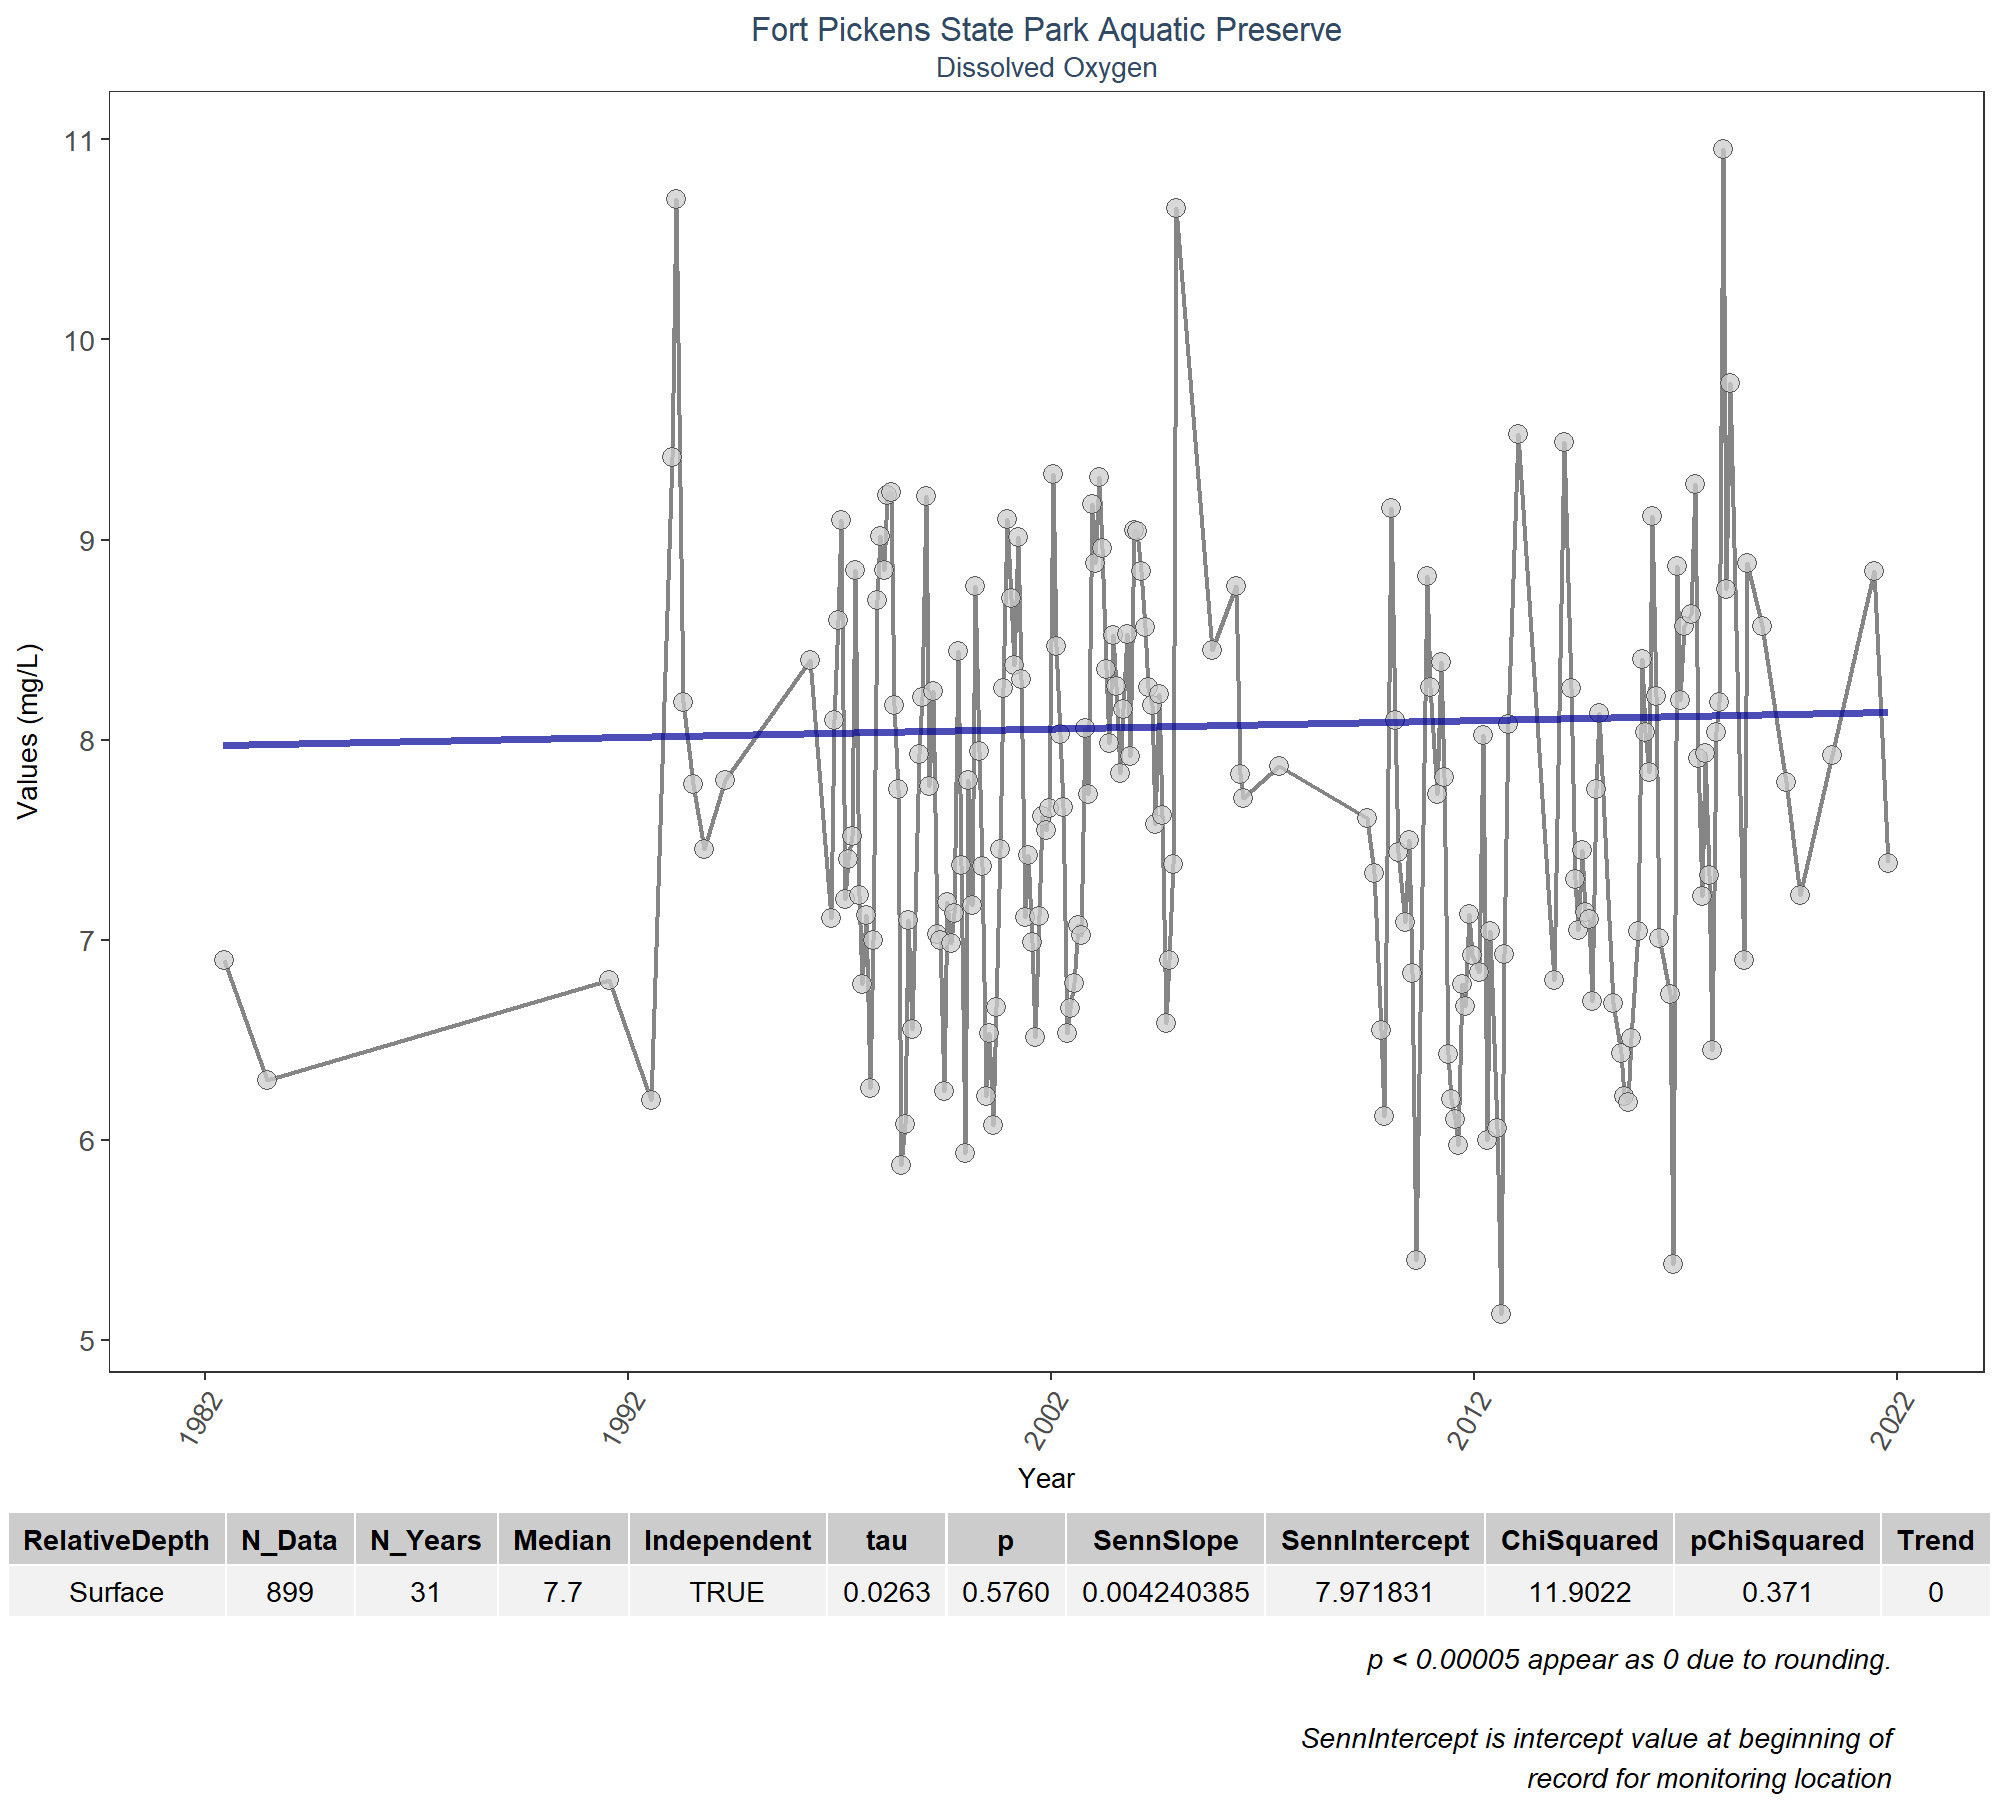 Fort Pickens State Park Aquatic Preserve
Dissolved Oxygen
11
10
9
8
7
6
5
Values (mg/L)
1982
1992
2002
2012
2022
Year
RelativeDepth N_Data N_Years Median Independent tau p SennSlope SennIntercept ChiSquared pChiSquared Trend
Surface 899 31 7.7 TRUE 0.0263 0.5760 0.004240385 7.971831 11.9022 0.371 0
p < 0.00005 appear as 0 due to rounding.
SennIntercept is intercept value at beginning of
record for monitoring location